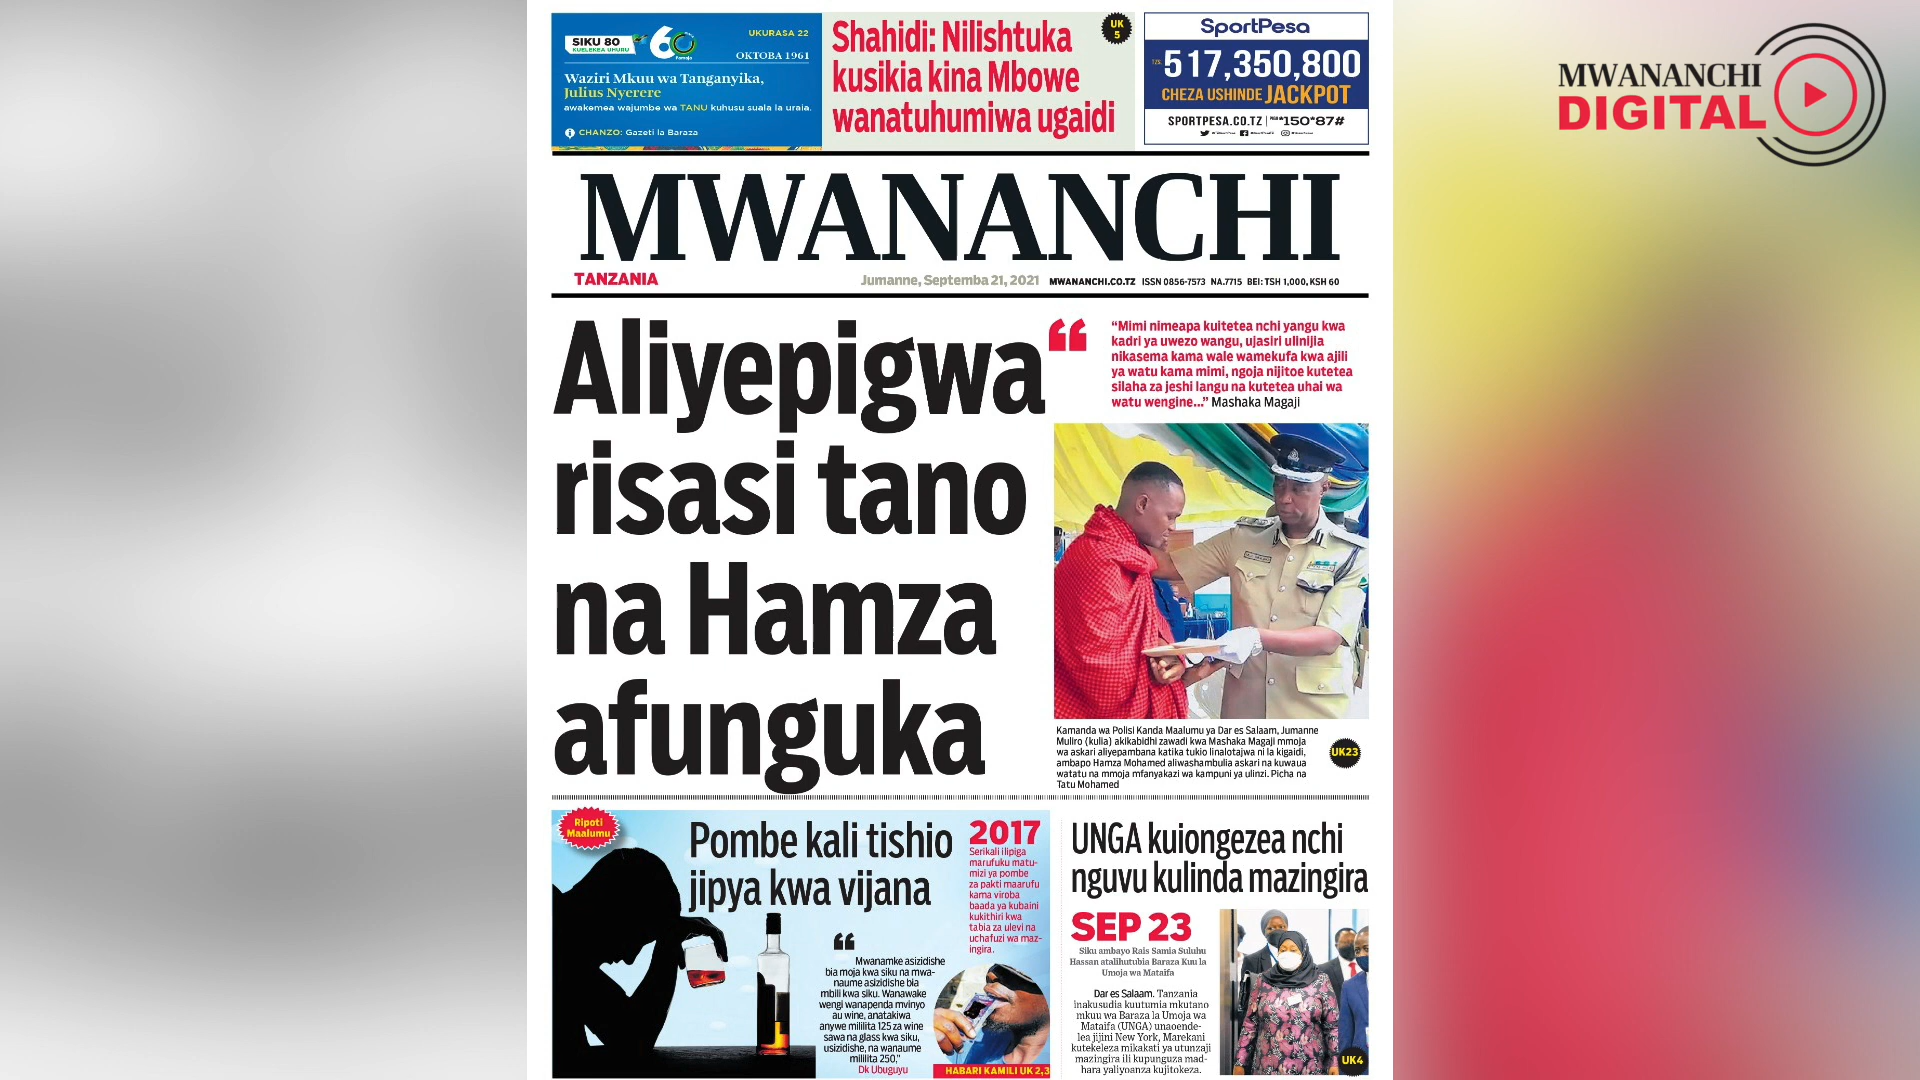 SIKU 80
KUELEKEA UHURU
60
UKURASA 22
OKTOBA 1961
Waziri Mkuu wa Tanganyika,
Julius Nyerere
awakemea wajumbe wa TANU kuhusu suala la uraia.
CHANZO: Gazeti la Baraza
Shahidi: Nilishtuka
kusikia kina Mbowe
wanatuhumiwa ugaidi
UK
5
SportPesa
TZS. 517,350,800
CHEZA USHINDE JACKPOT
SPORTPESA.CO.TZ | *150*87#
MWANANCHI
DIGITAL
MWANANCHI
TANZANIA
Jumanne, Septemba 21, 2021 MWANANCHI.CO.TZ ISSN 0856-7573 NA.7715 BEI: TSH 1,000, KSH 60
Aliyepigwa
risasi tano
na Hamza
afunguka
“Mimi nimeapa kuitetea nchi yangu kwa
kadri ya uwezo wangu, ujasiri ulinijia
nikasema kama wale wamekufa kwa ajili
ya watu kama mimi, ngoja nijitoe kutetea
silaha za jeshi langu na kutetea uhai wa
watu wengine...” Mashaka Magaji
Kamanda wa Polisi Kanda Maalumu ya Dar es Salaam, Jumanne
Muliro (kulia) akikabidhi zawadi kwa Mashaka Magaji mmoja
wa askari aliyepambana katika tukio linalotajwa ni la kigaidi,
ambapo Hamza Mohamed aliwashambulia askari na kuwaua
watatu na mmoja mfanyakazi wa kampuni ya ulinzi. Picha na
Tatu Mohamed
UK23
Ripoti
Maalumu
Pombe kali tishio
jipya kwa vijana
2017
Serikali ilipiga
marufuku matu-
mizi ya pombe
za pakti maarufu
kama viroba
baada ya kubaini
kukithiri kwa
tabia za ulevi na
uchafuzi wa maz-
ingira.
“
Mwanamke asizidishe
bia moja kwa siku na mwa-
naume asizidishe bia
mbili kwa siku. Wanawake
wengi wanapenda mvinyo
au wine, anatakiwa
anywe mililita 125 za wine
sawa na glass kwa siku,
usizidishe, na wanaume
mililita 250,”
Dk Ubuguyu
HABARI KAMILI UK 2,3
UNGA kuiongezea nchi
nguvu kulinda mazingira
SEP 23
Siku ambayo Rais Samia Suluhu
Hassan atalihutubia Baraza Kuu la
Umoja wa Mataifa
Dar es Salaam. Tanzania
inakusudia kuutumia mkutano
mkuu wa Baraza la Umoja wa
Mataifa (UNGA) unaoende-
lea jijini New York, Marekani
kutekeleza mikakati ya utunzaji
mazingira ili kupunguza mad-
hara yaliyoanza kujitokeza.
UK4